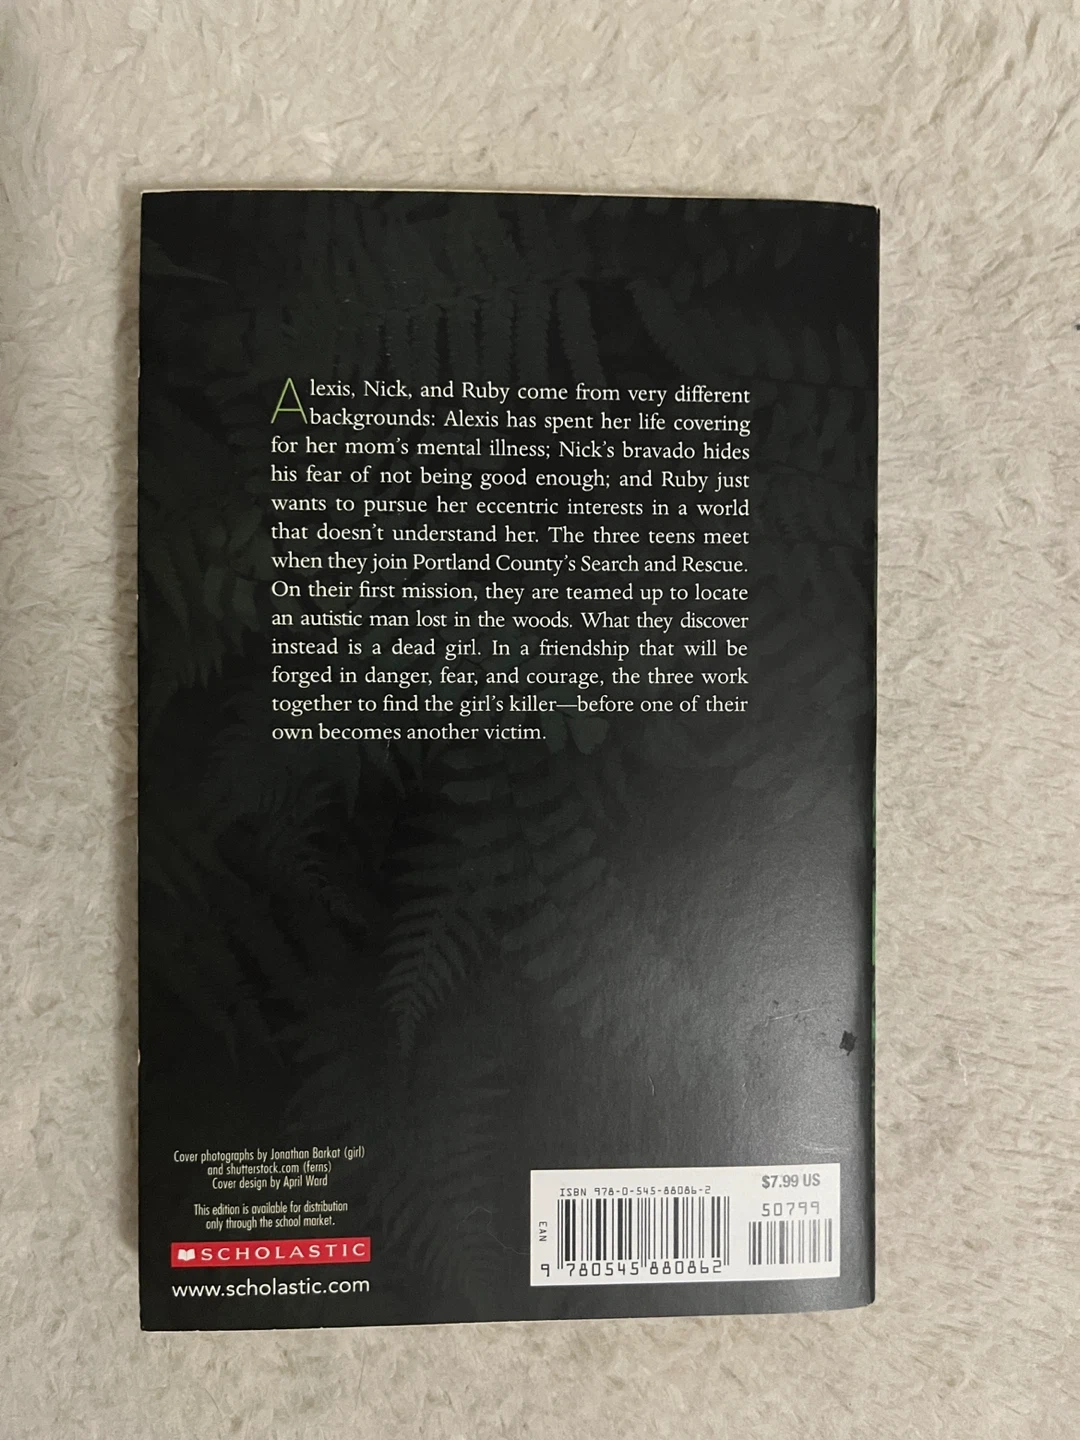 Alexis, Nick, and Ruby come from very different
backgrounds: Alexis has spent her life covering
for her mom's mental illness; Nick's bravado hides
his fear of not being good enough; and Ruby just
wants to pursue her eccentric interests in a world
that doesn't understand her. The three teens meet
when they join Portland County's Search and Rescue.
On their first mission, they are teamed up to locate
an autistic man lost in the woods. What they discover
instead is a dead girl. In a friendship that will be
forged in danger, fear, and courage, the three work
together to find the girl's killer—before one of their
own becomes another victim.
Cover photographs by Jonathan Barkat (girl)
and shutterstock.com (ferns)
Cover design by April Ward
This edition is available for distribution
only through the school market.
SCHOLASTIC
www.scholastic.com
ISBN 978-0-545-88086-2
$7.99 US
50799
EAN
9 780545 880862